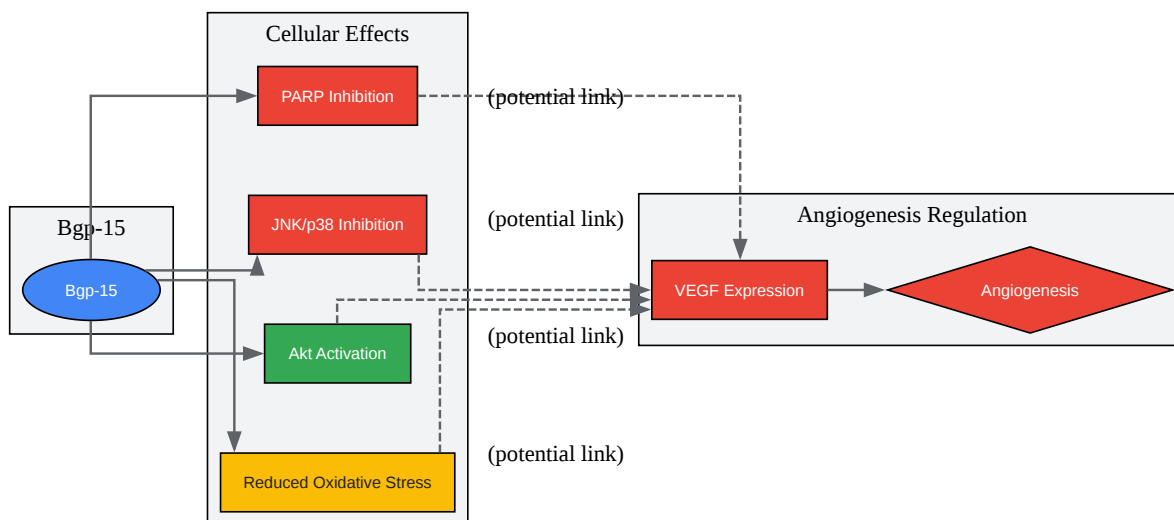 Cellular Effects
PARP Inhibition
(potential link)
JNK/p38 Inhibition
(potential link)
Bgp-15
Bgp-15
Angiogenesis Regulation
VEGF Expression
Angiogenesis
Akt Activation
(potential link)
Reduced Oxidative Stress
(potential link)